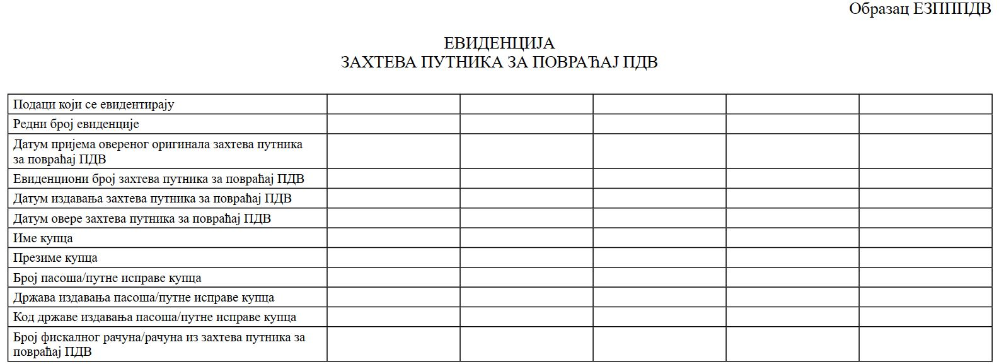 Образац ЕЗПППДВ
ЕВИДЕНЦИЈА
ЗАХТЕВА ПУТНИКА ЗА ПОВРАЋАЈ ПДВ
Подаци који се евидентирају
Редни број евиденције
Датум пријема овереног оригинала захтева путника
за повраћај ПДВ
Евиденциони број захтева путника за повраћај ПДВ
Датум издавања захтева путника за повраћај ПДВ
Датум овере захтева путника за повраћај ПДВ
Име купца
Презиме купца
Број пасоша/путне исправе купца
Држава издавања пасоша/путне исправе купца
Код државе издавања пасоша/путне исправе купца
Број фискалног рачуна/рачуна из захтева путника за
повраћај ПДВ